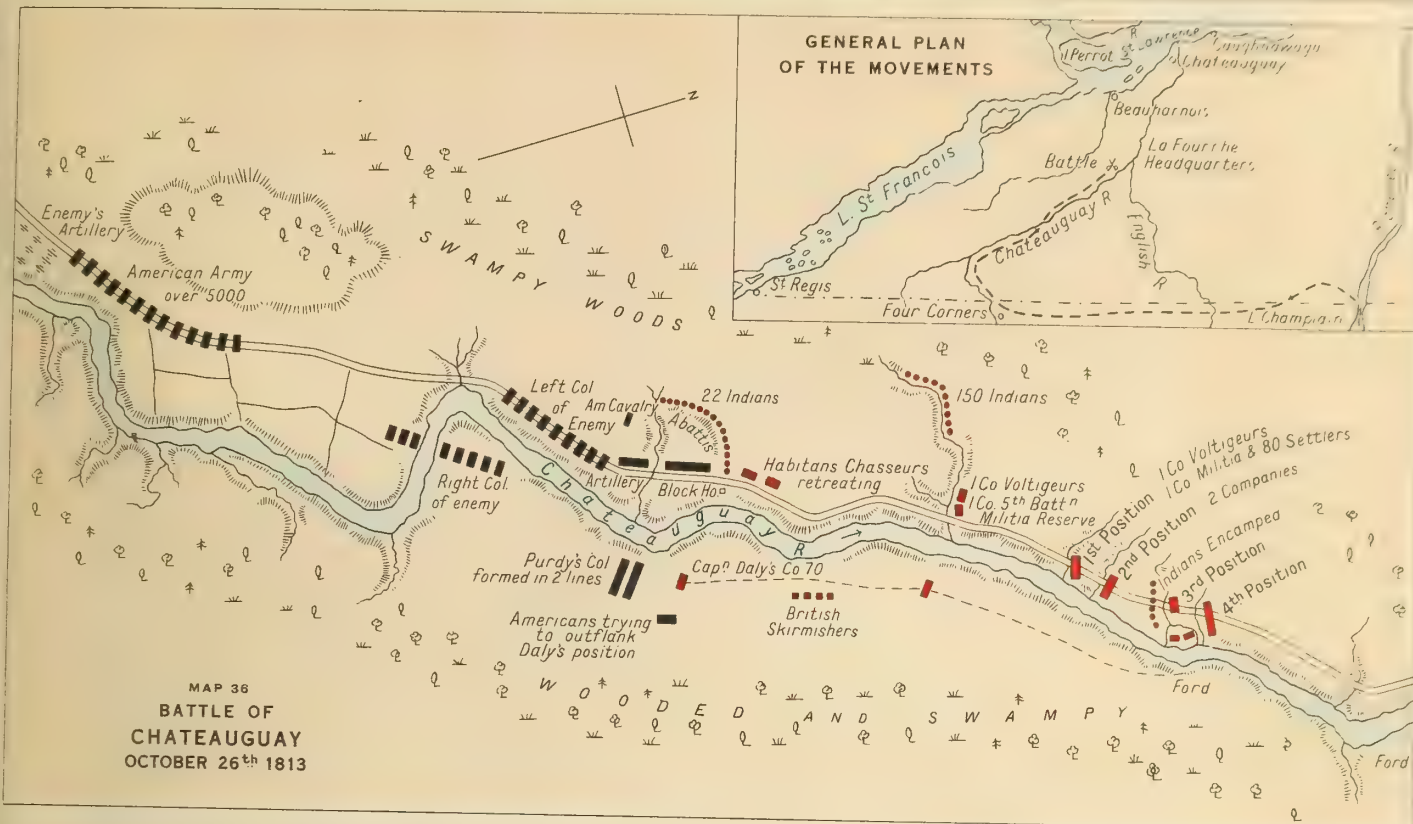 GENERAL PLAN
OF THE MOVEMENTS
R
I Perrot
St Lawrence
Caughnawaga
Chateauguay
Beauharnois
La Fourche
Headquarters
Battle
L. St Francois
Chateauguay R
English R
St Regis
Four Corners
L Champlain
N
Enemy's
Artillery
American Army
over 5000
SWAMPY WOODS
Left Col
of
Enemy
Am Cavalry
22 Indians
Abattis
150 Indians
Right Col.
of enemy
Artillery
Block Ho.
Habitans Chasseurs
retreating
1 Co Voltigeurs
1 Co. 5th Battn
Militia Reserve
1st Position 1 Co Voltigeurs
1 Co Militia & 80 Settlers
2nd Position 2 Companies
Indians Encamped
3rd Position
4th Position
Chateauguay R
Purdy's Col
formed in 2 lines
Capn Daly's Co 70
Americans trying
to outflank
Daly's position
British
Skirmishers
Ford
WOODED AND SWAMPY
Ford
MAP 36
BATTLE OF
CHATEAUGUAY
OCTOBER 26th 1813